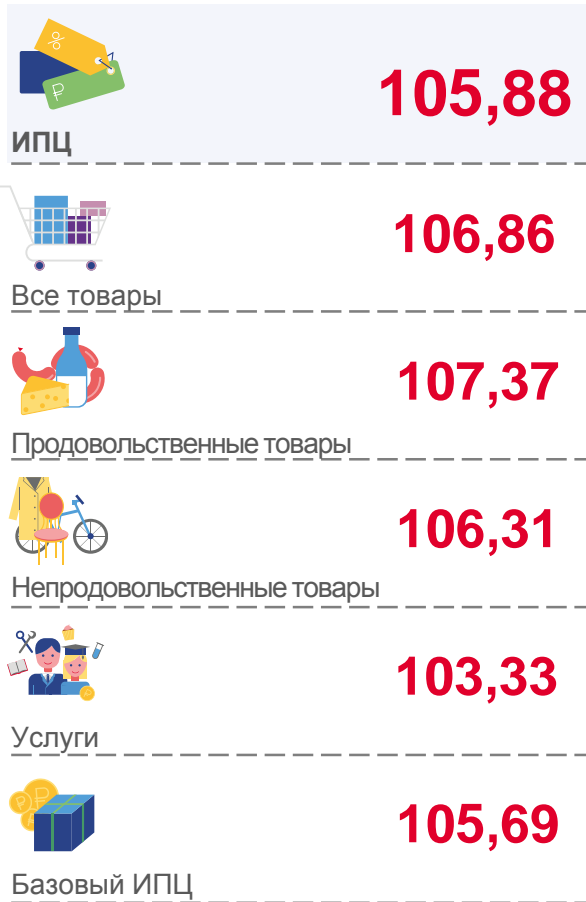 %
₽
105,88
ИПЦ
106,86
Все товары
107,37
Продовольственные товары
106,31
Непродовольственные товары
103,33
₽
Услуги
₽ ₽
105,69
Базовый ИПЦ